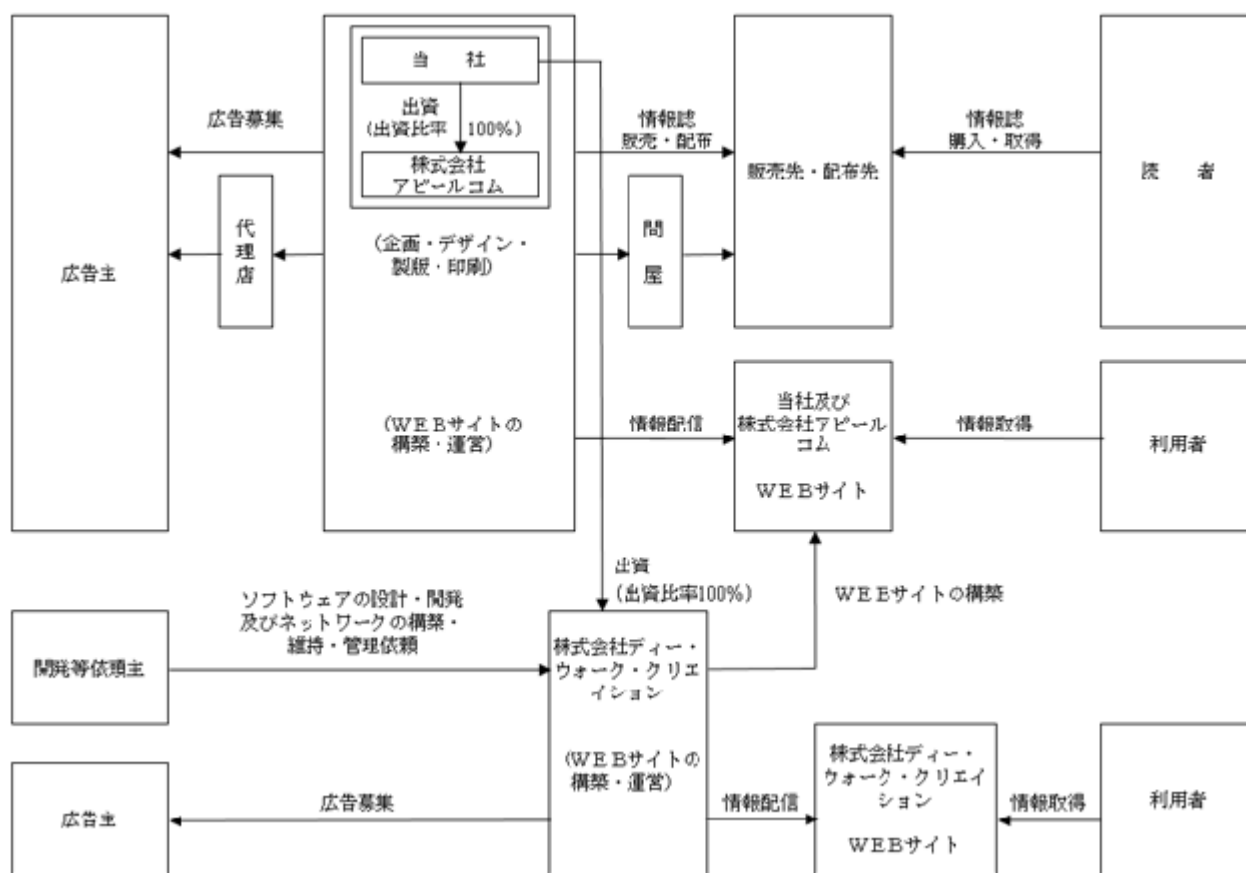 当　社
出資
(出資比率　100%)
株式会社
アピールコム
広告募集
情報誌
販売・配布
情報誌
購入・取得
広告主
代
理
店
(企画・デザイン・
製版・印刷)
問
屋
販売先・配布先
読　者
(ＷＥＢサイトの
構築・運営)
情報配信
当社及び
株式会社アピール
コム
ＷＥＢサイト
情報取得
利用者
出資
(出資比率100%)
ＷＥＢサイトの構築
ソフトウェアの設計・開発
及びネットワークの構築・
維持・管理依頼
開発等依頼主
株式会社ディー・
ウォーク・クリエ
イション
(ＷＥＢサイトの
構築・運営)
広告主
広告募集
情報配信
株式会社ディー・
ウォーク・クリエイ
ション
ＷＥＢサイト
情報取得
利用者